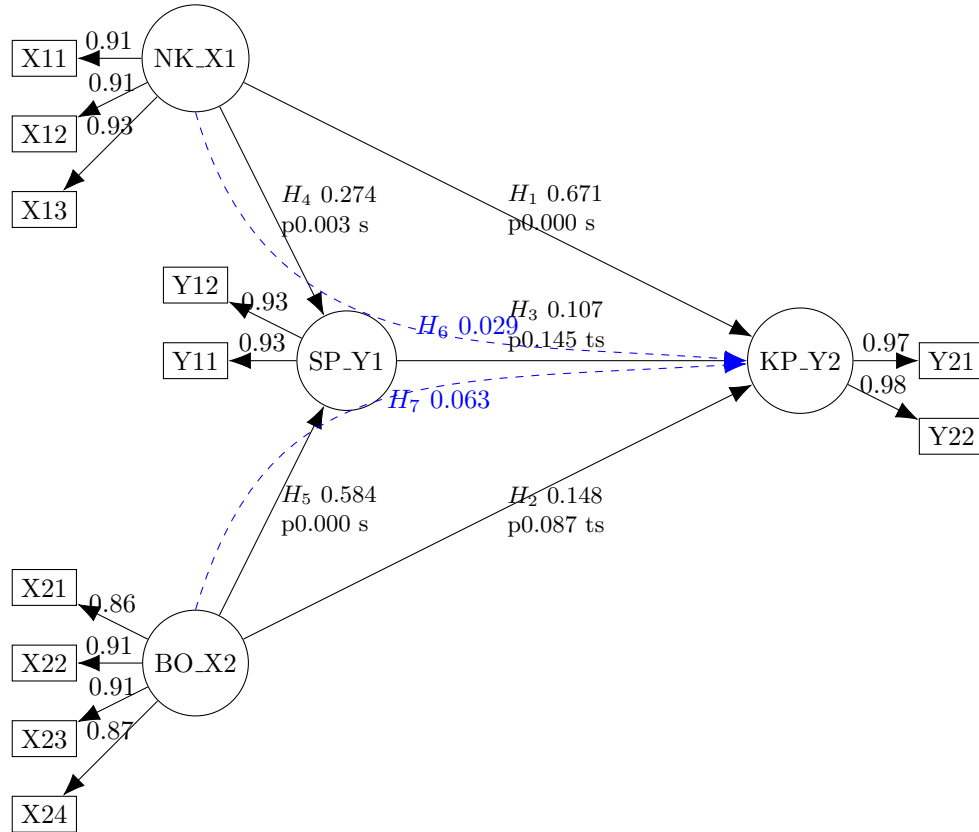 X11
0.91
NK_X1
0.91
X12
0.93
X13
H₄ 0.274
p0.003 s
H₁ 0.671
p0.000 s
Y12
0.93
Y11
0.93
SP_Y1
H₆ 0.029
H₃ 0.107
p0.145 ts
KP_Y2
0.97
Y21
0.98
Y22
H₇ 0.063
H₅ 0.584
p0.000 s
H₂ 0.148
p0.087 ts
X21
0.86
X22
0.91
BO_X2
0.91
X23
0.87
X24